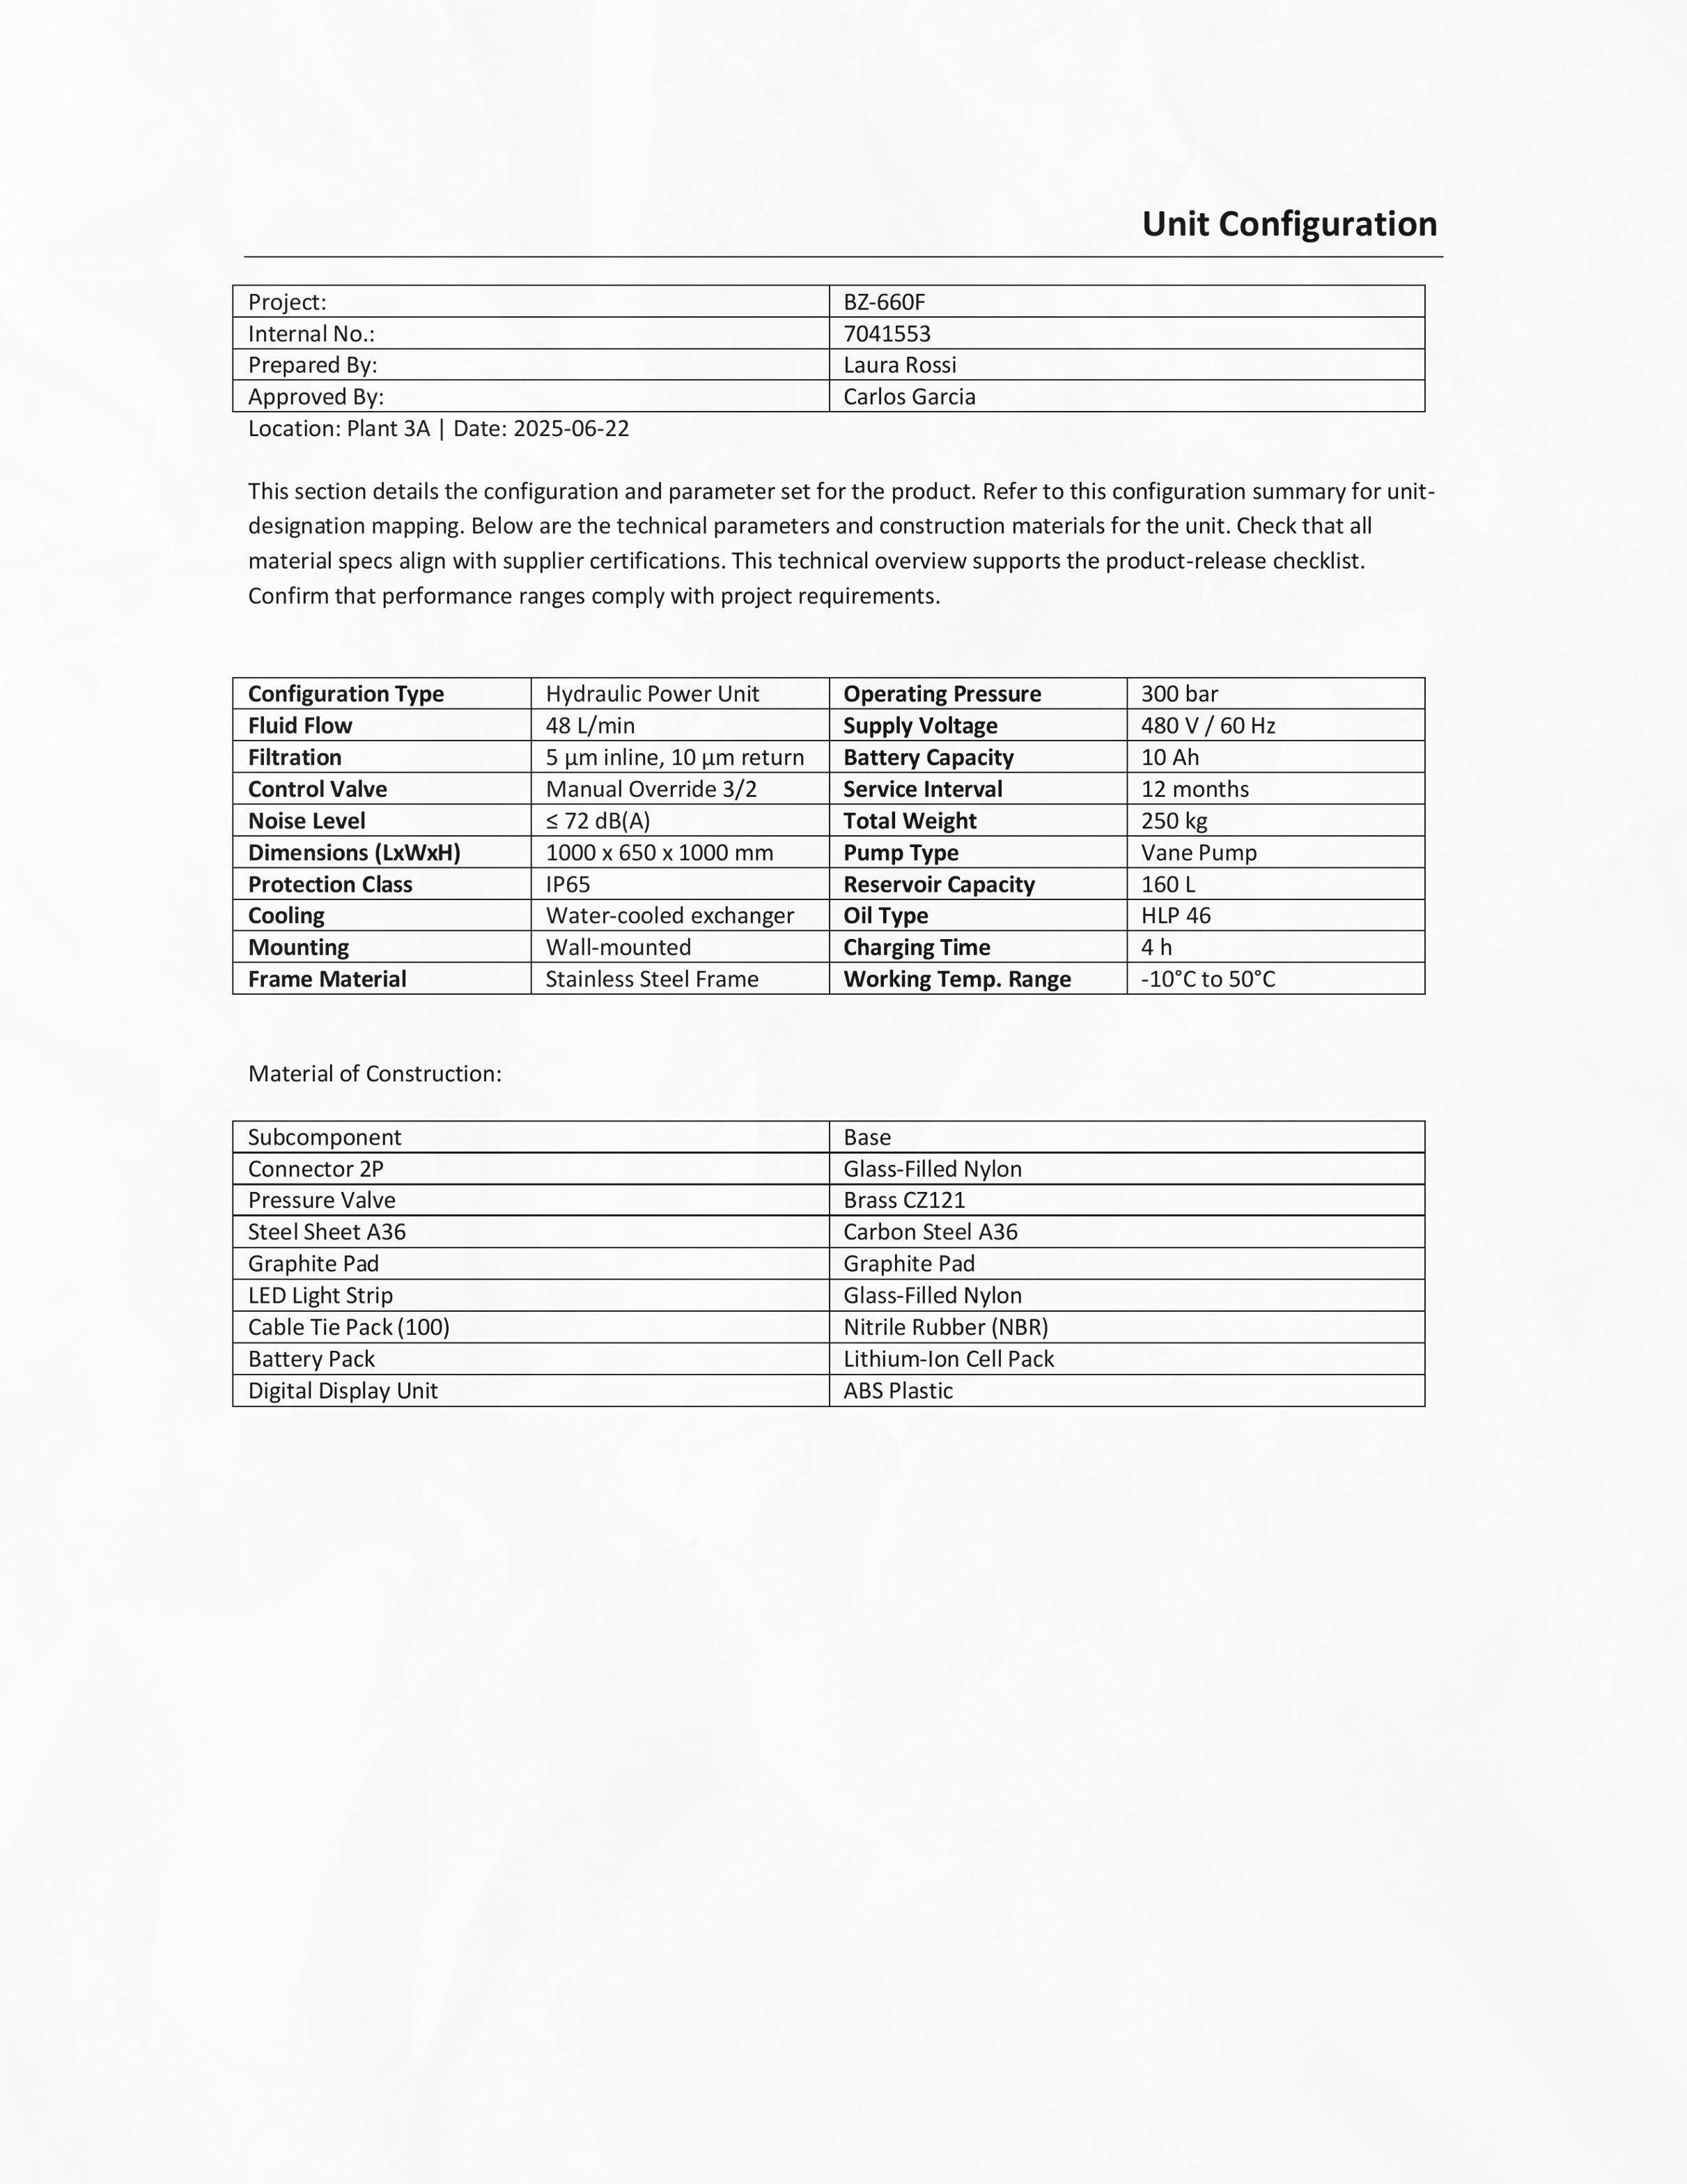 Unit Configuration
Project: BZ-660F
Internal No.: 7041553
Prepared By: Laura Rossi
Approved By: Carlos Garcia
Location: Plant 3A | Date: 2025-06-22
This section details the configuration and parameter set for the product. Refer to this configuration summary for unit-
designation mapping. Below are the technical parameters and construction materials for the unit. Check that all
material specs align with supplier certifications. This technical overview supports the product-release checklist.
Confirm that performance ranges comply with project requirements.
Configuration Type Hydraulic Power Unit Operating Pressure 300 bar
Fluid Flow 48 L/min Supply Voltage 480 V / 60 Hz
Filtration 5 µm inline, 10 µm return Battery Capacity 10 Ah
Control Valve Manual Override 3/2 Service Interval 12 months
Noise Level ≤ 72 dB(A) Total Weight 250 kg
Dimensions (LxWxH) 1000 x 650 x 1000 mm Pump Type Vane Pump
Protection Class IP65 Reservoir Capacity 160 L
Cooling Water-cooled exchanger Oil Type HLP 46
Mounting Wall-mounted Charging Time 4 h
Frame Material Stainless Steel Frame Working Temp. Range -10°C to 50°C
Material of Construction:
Subcomponent Base
Connector 2P Glass-Filled Nylon
Pressure Valve Brass CZ121
Steel Sheet A36 Carbon Steel A36
Graphite Pad Graphite Pad
LED Light Strip Glass-Filled Nylon
Cable Tie Pack (100) Nitrile Rubber (NBR)
Battery Pack Lithium-Ion Cell Pack
Digital Display Unit ABS Plastic